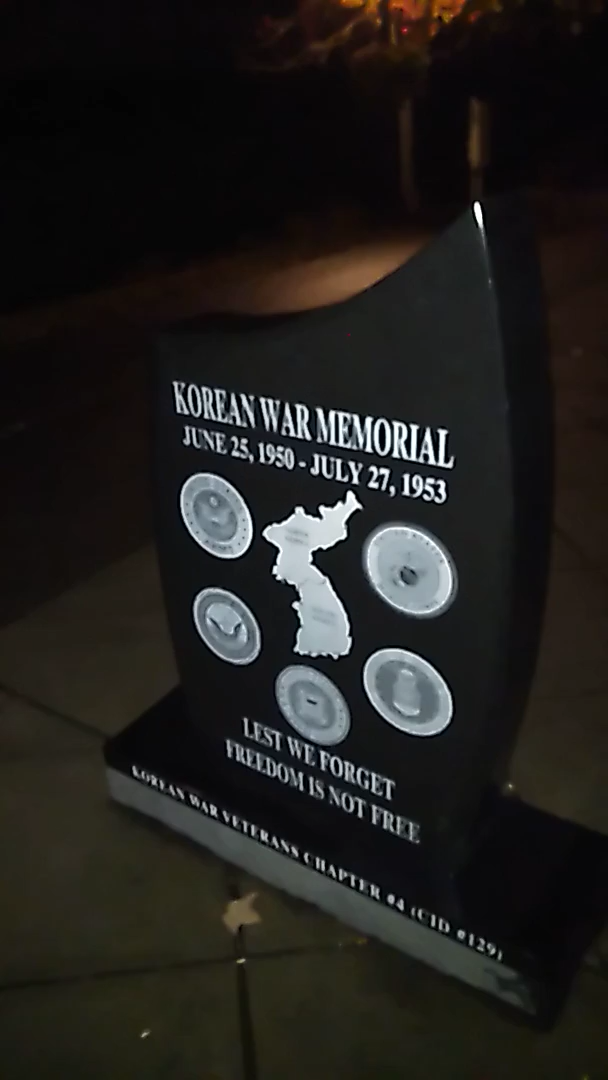 KOREAN WAR MEMORIAL
JUNE 25, 1950 - JULY 27, 1953
LEST WE FORGET
FREEDOM IS NOT FREE
KOREAN WAR VETERANS CHAPTER #4 (CID #129)